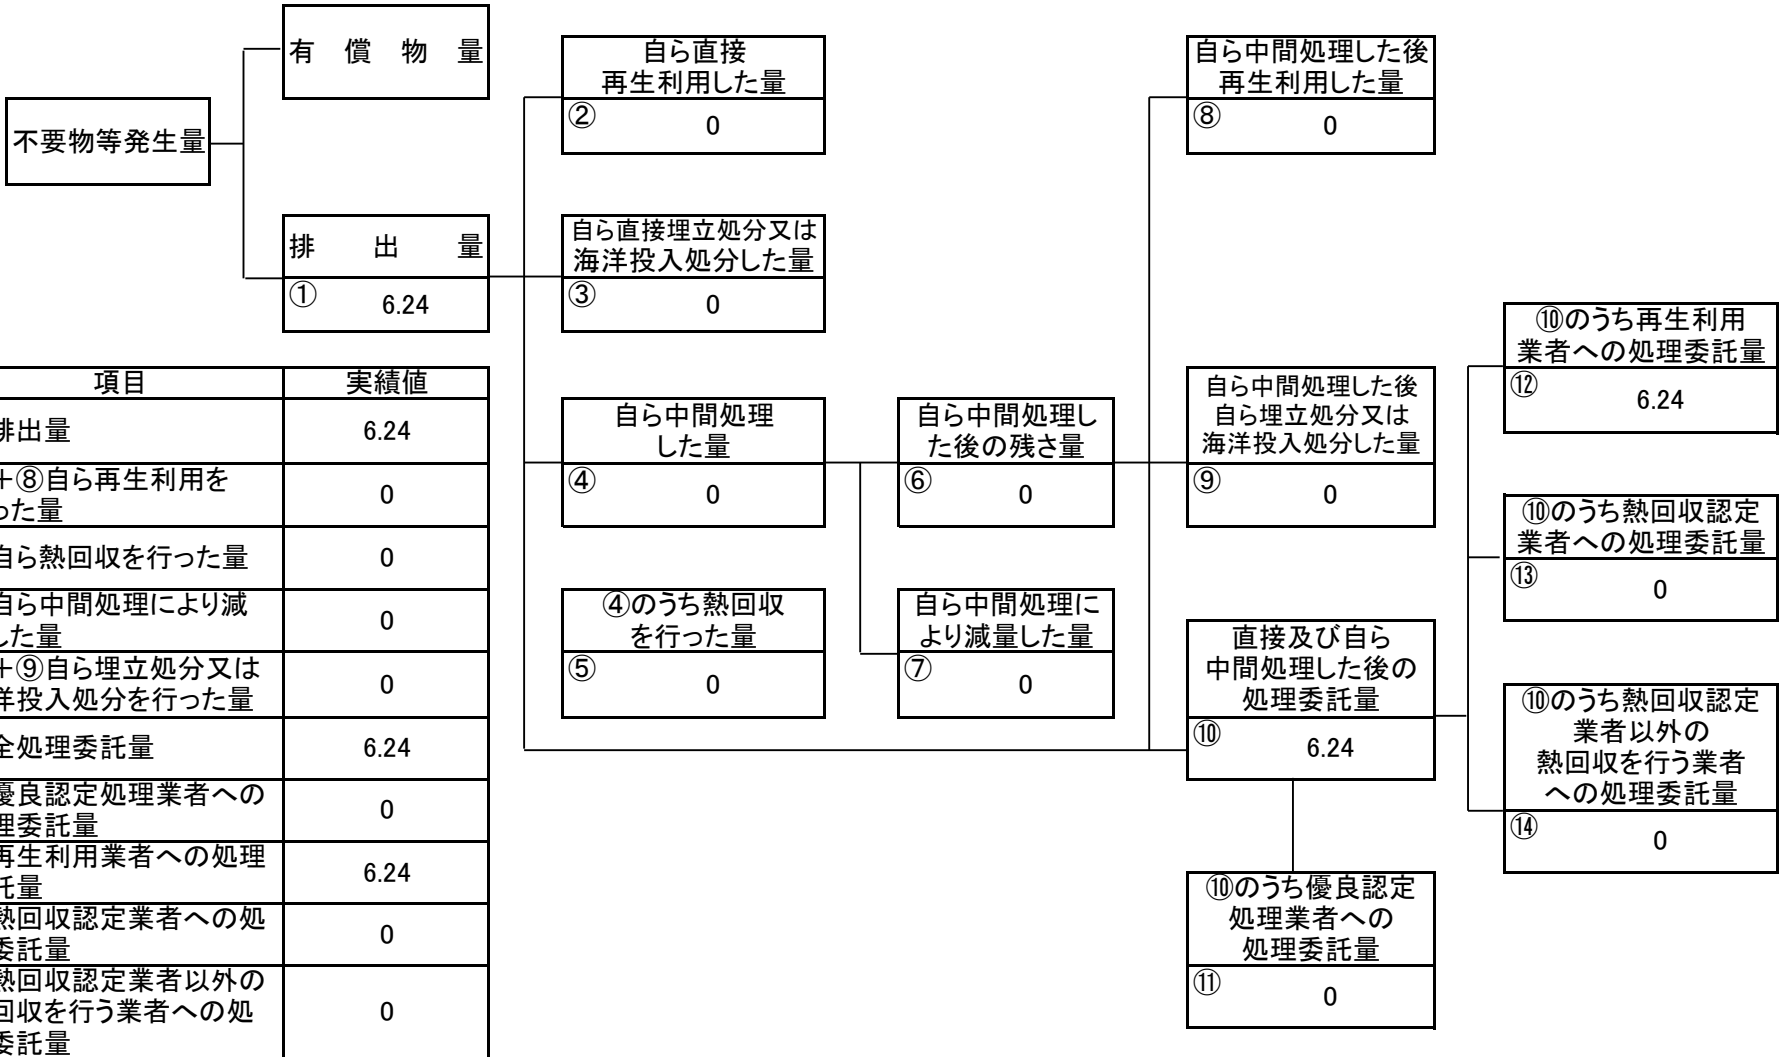 有 償 物 量
不要物等発生量
排 出 量
① 6.24
自ら直接
再生利用した量
② 0
自ら直接埋立処分又は
海洋投入処分した量
③ 0
自ら中間処理
した量
④ 0
④のうち熱回収
を行った量
⑤ 0
自ら中間処理し
た後の残さ量
⑥ 0
自ら中間処理に
より減量した量
⑦ 0
自ら中間処理した後
再生利用した量
⑧ 0
自ら中間処理した後
自ら埋立処分又は
海洋投入処分した量
⑨ 0
直接及び自ら
中間処理した後の
処理委託量
⑩ 6.24
⑩のうち優良認定
処理業者への
処理委託量
⑪ 0
⑩のうち再生利用
業者への処理委託量
⑫ 6.24
⑩のうち熱回収認定
業者への処理委託量
⑬ 0
⑩のうち熱回収認定
業者以外の
熱回収を行う業者
への処理委託量
⑭ 0
項目 実績値
排出量 6.24
+⑧自ら再生利用を
った量 0
自ら熱回収を行った量 0
自ら中間処理により減
した量 0
+⑨自ら埋立処分又は
洋投入処分を行った量 0
全処理委託量 6.24
優良認定処理業者への
理委託量 0
再生利用業者への処理
託量 6.24
熱回収認定業者への処
委託量 0
熱回収認定業者以外の
回収を行う業者への処
委託量 0